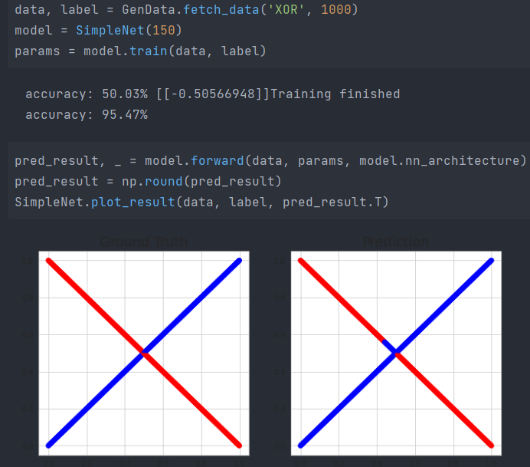 data, label = GenData.fetch_data('XOR', 1000)
model = SimpleNet(150)
params = model.train(data, label)
accuracy: 50.03% [[-0.50566948]]Training finished
accuracy: 95.47%
pred_result, _ = model.forward(data, params, model.nn_architecture)
pred_result = np.round(pred_result)
SimpleNet.plot_result(data, label, pred_result.T)
Ground Truth
Prediction